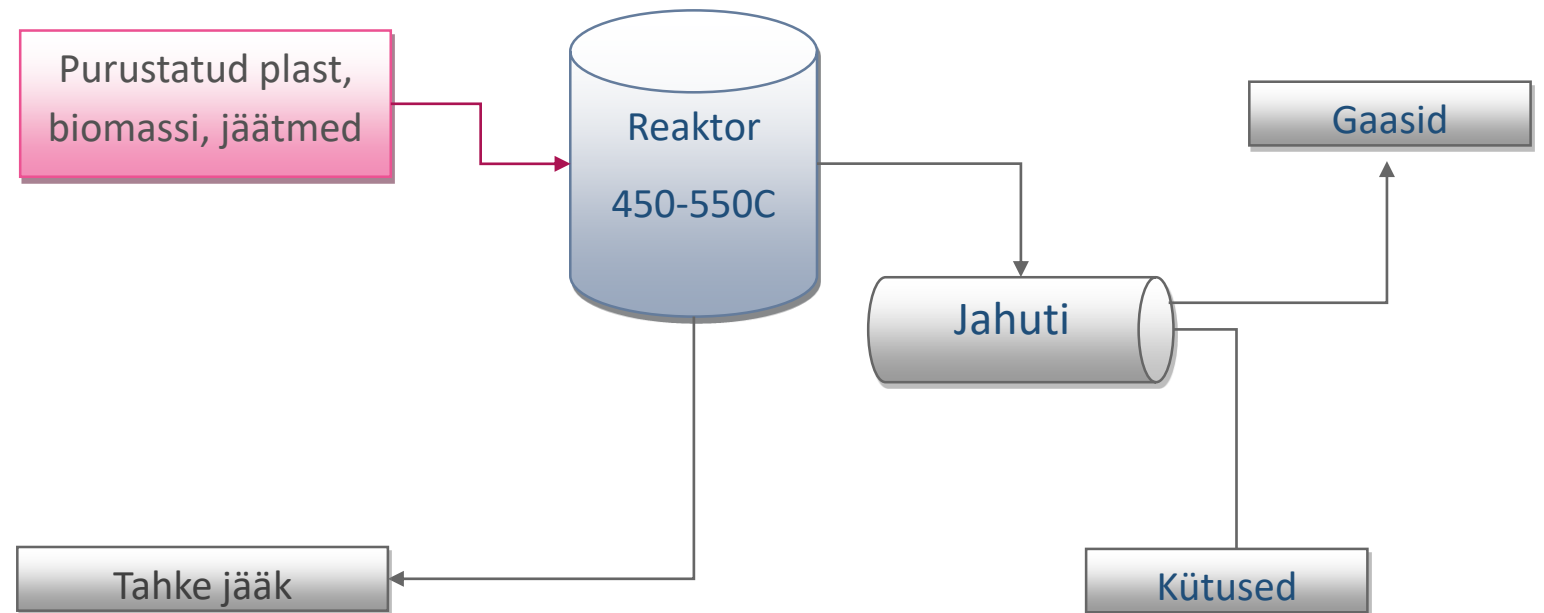 Purustatud plast,
biomassi, jäätmed
Reaktor
450-550C
Gaasid
Jahuti
Tahke jääk
Kütused